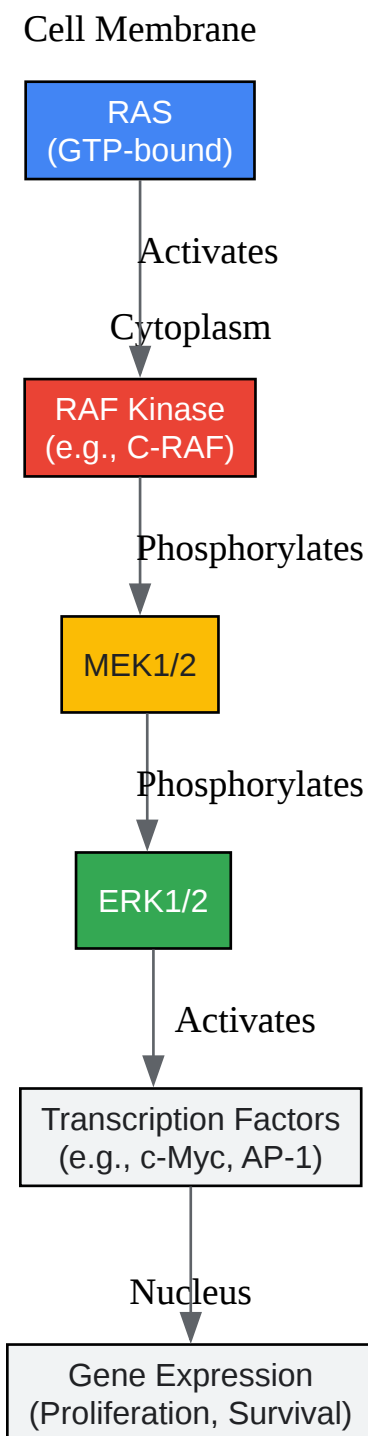 Cell Membrane
RAS
(GTP-bound)
Activates
Cytoplasm
RAF Kinase
(e.g., C-RAF)
Phosphorylates
MEK1/2
Phosphorylates
ERK1/2
Activates
Transcription Factors
(e.g., c-Myc, AP-1)
Nucleus
Gene Expression
(Proliferation, Survival)